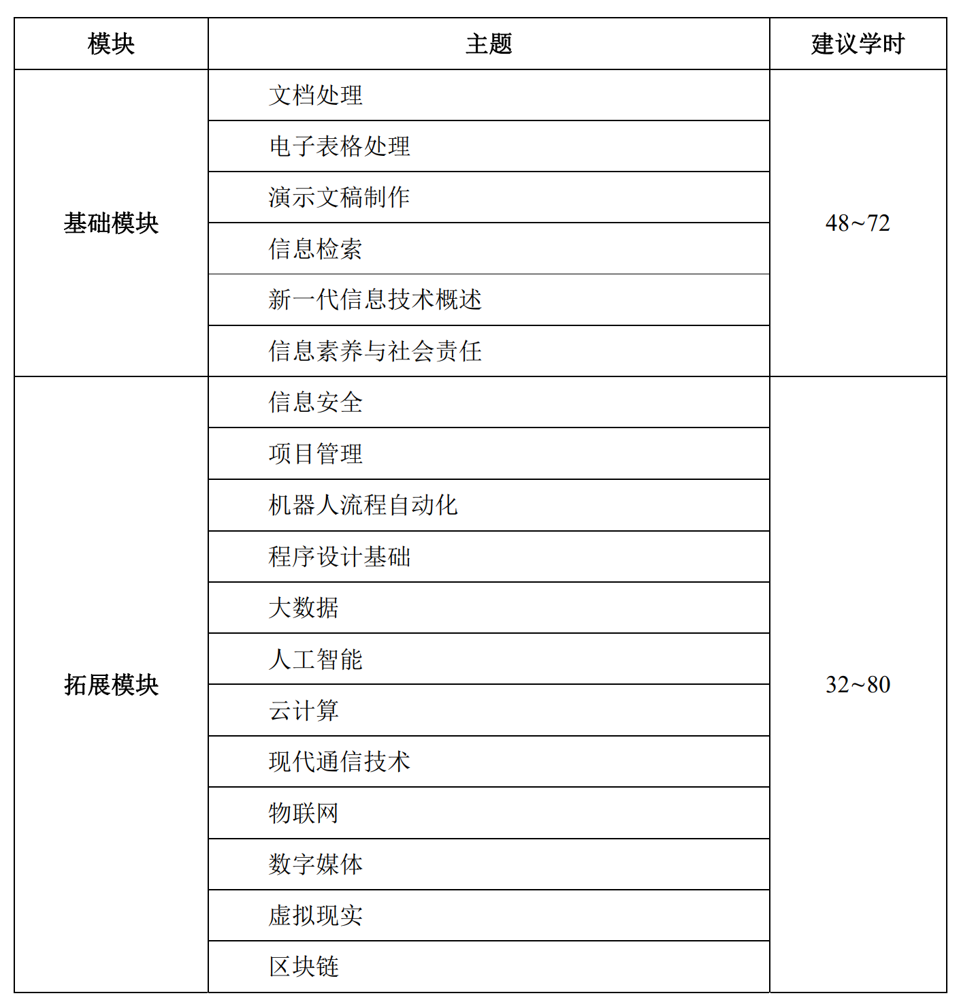 模块 主题 建议学时
文档处理
电子表格处理
演示文稿制作
基础模块 48~72
信息检索
新一代信息技术概述
信息素养与社会责任
信息安全
项目管理
机器人流程自动化
程序设计基础
大数据
人工智能
拓展模块 32~80
云计算
现代通信技术
物联网
数字媒体
虚拟现实
区块链